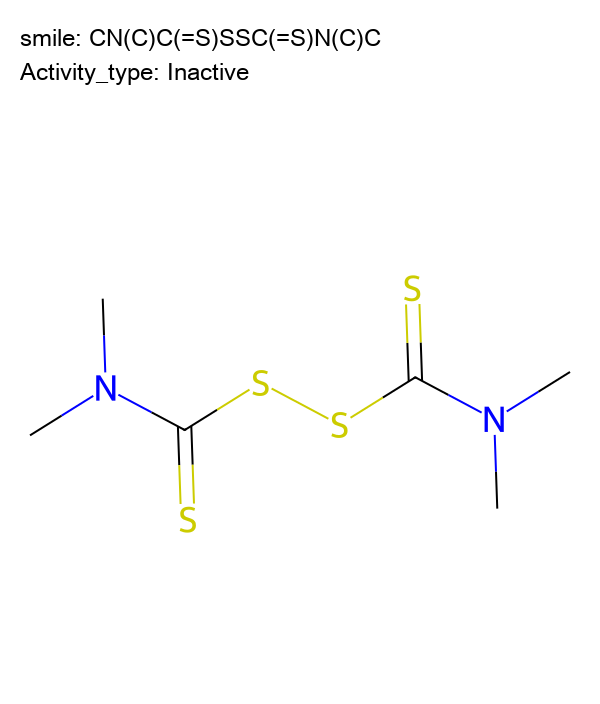 smile: CN(C)C(=S)SSC(=S)N(C)C
Activity_type: Inactive
S
S
N
S
N
S